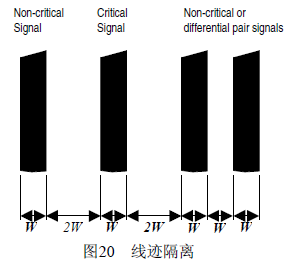 Non-critical
Signal
Critical
Signal
Non-critical or
differential pair signals
W 2W W 2W W W W
图20 线迹隔离